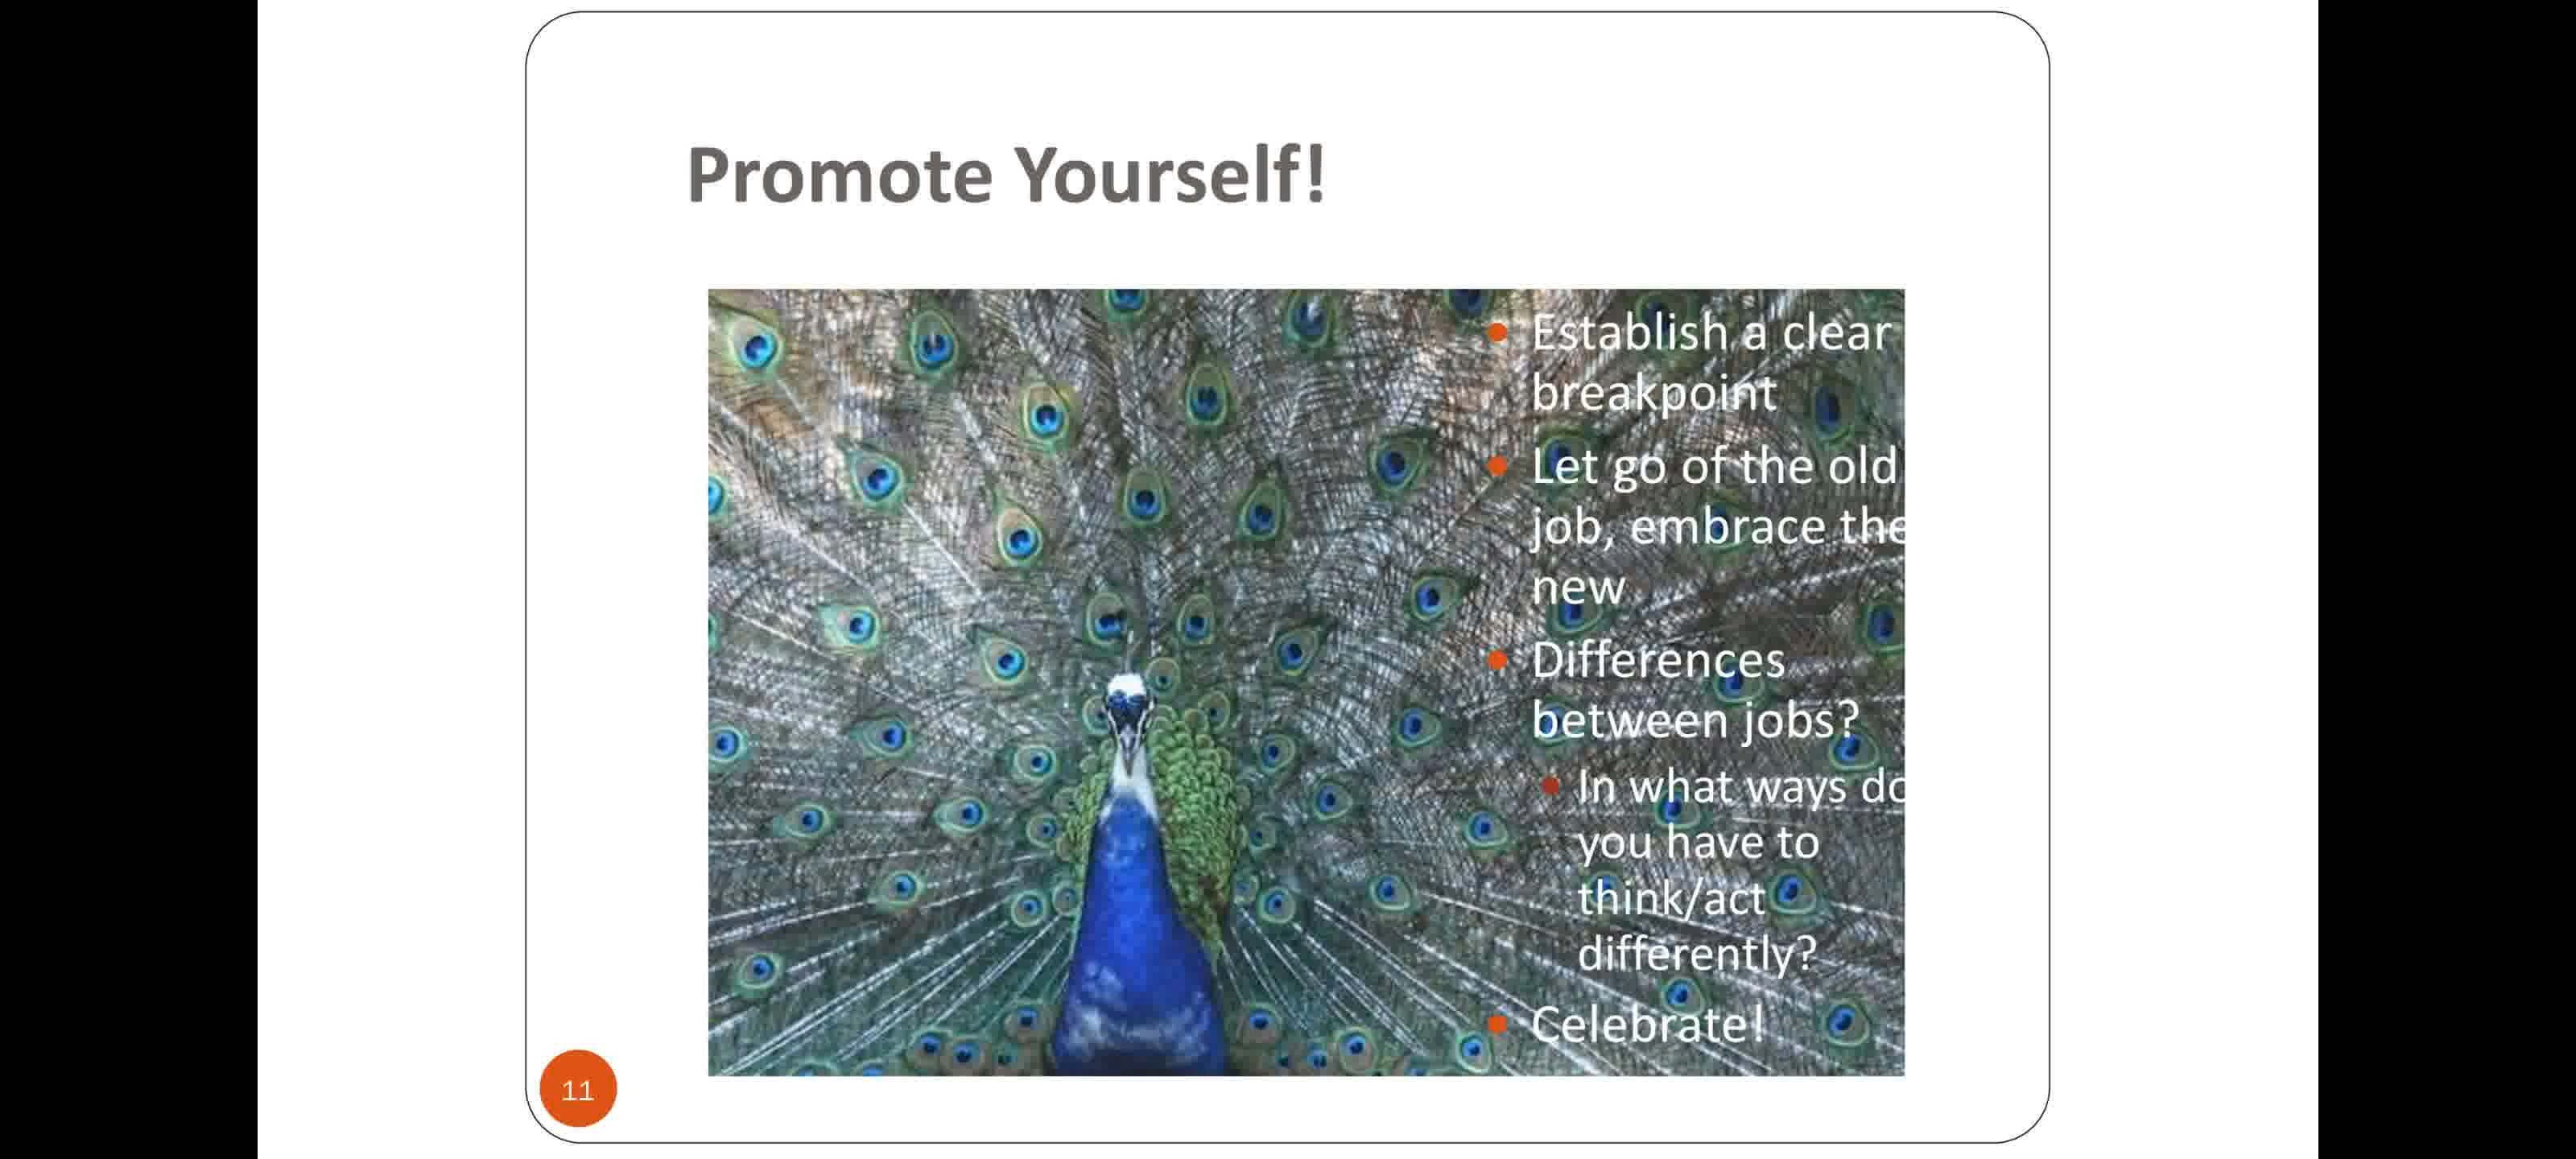 Promote Yourself!
Establish a clear
breakpoint
Let go of the old
job, embrace the
new
Differences
between jobs?
In what ways do
you have to
think/act
differently?
Celebrate!
11